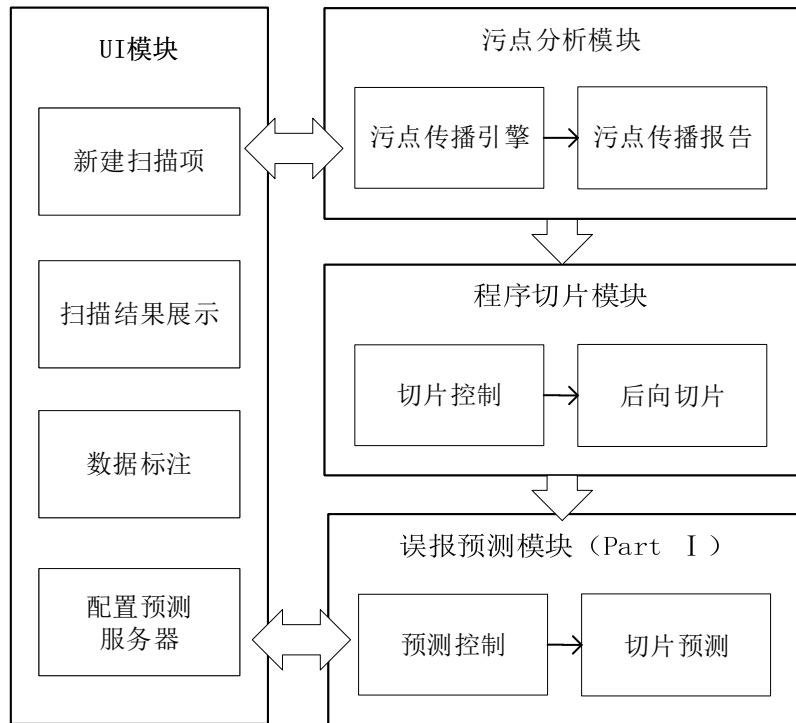 UI模块
新建扫描项
扫描结果展示
数据标注
配置预测
服务器
污点分析模块
污点传播引擎
污点传播报告
程序切片模块
切片控制
后向切片
误报预测模块（Part Ⅰ）
预测控制
切片预测